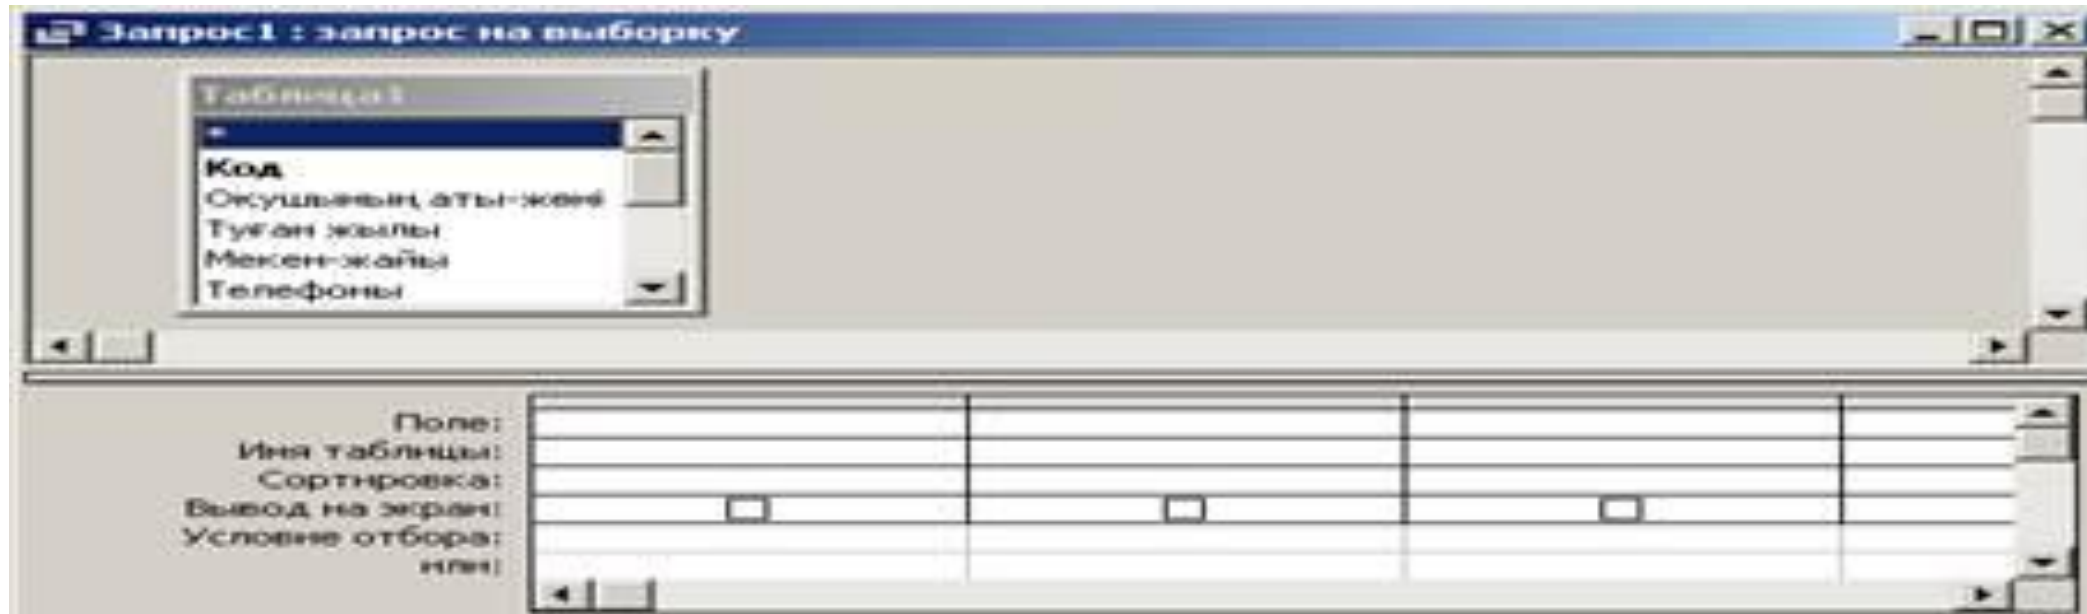 Запрос1 : запрос на выборку
Таблица1
*
Код
Окушының аты-жөні
Туған жылы
Мекен-жайы
Телефоны
Поле:
Имя таблицы:
Сортировка:
Вывод на экран:
Условие отбора:
или: